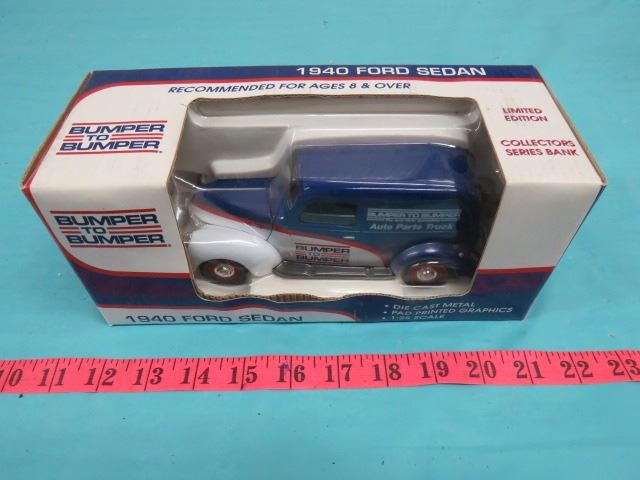 1940 FORD SEDAN
RECOMMENDED FOR AGES 8 & OVER
LIMITED
EDITION
COLLECTORS
SERIES BANK
BUMPER
TO
BUMPER®
BUMPER
TO
BUMPER®
BUMPER TO BUMPER
Auto Parts Truck
BUMPER
TO
BUMPER
1940 FORD SEDAN
• DIE CAST METAL
• PAD PRINTED GRAPHICS
• 1:25 SCALE
10 11 12 13 14 15 16 17 18 19 20 21 22 23